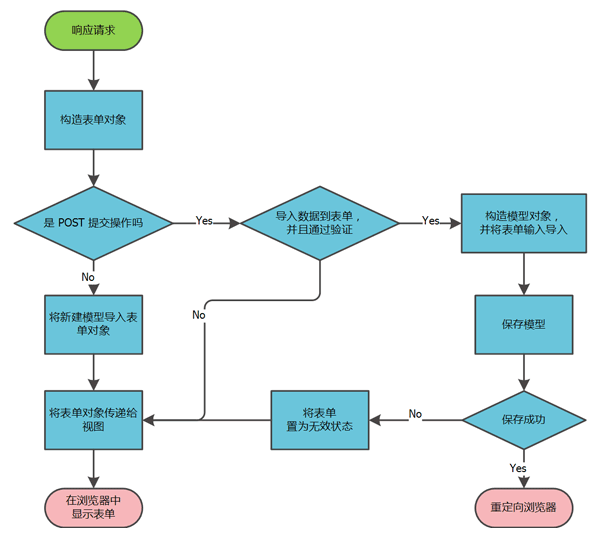 响应请求
构造表单对象
是 POST 提交操作吗
Yes
导入数据到表单，
并且通过验证
Yes
构造模型对象，
并将表单输入导入
No
将新建模型导入表
单对象
No
保存模型
将表单对象传递给
视图
将表单
置为无效状态
No
保存成功
Yes
在浏览器中
显示表单
重定向浏览器